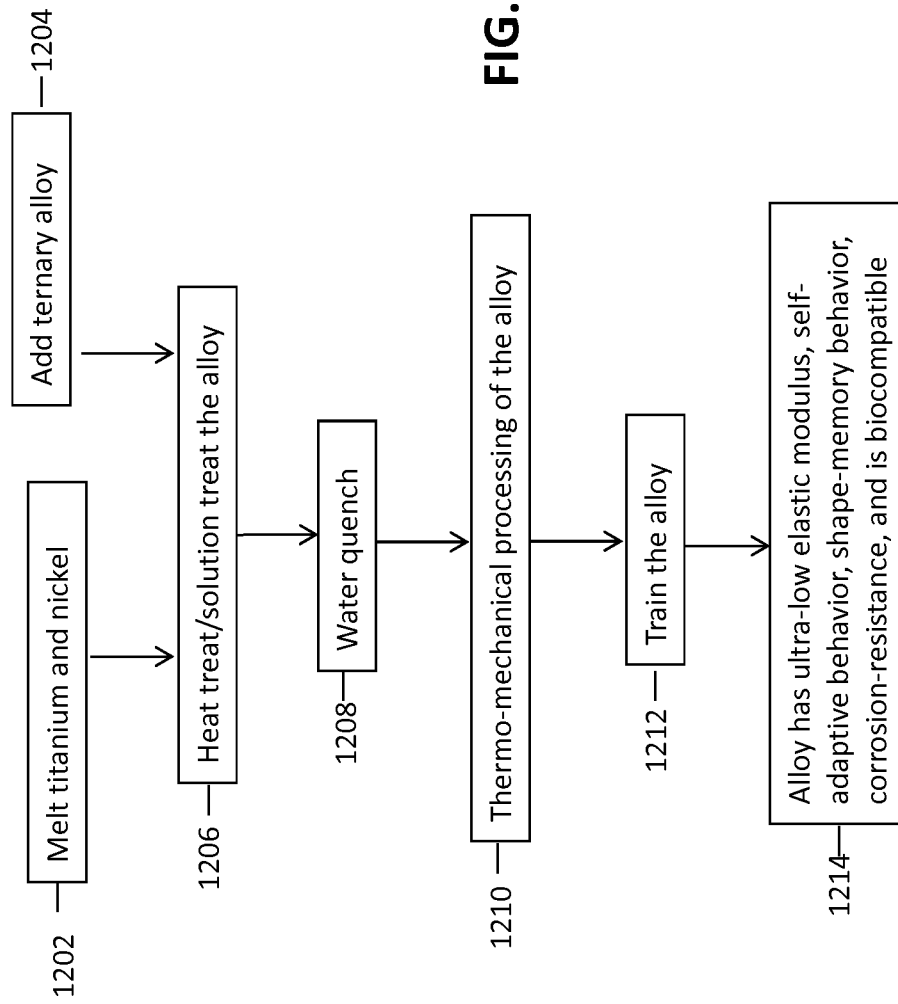 Melt titanium and nickel
1202
Add ternary alloy
1204
Heat treat/solution treat the alloy
1206
Water quench
1208
Thermo-mechanical processing of the alloy
1210
Train the alloy
1212
Alloy has ultra-low elastic modulus, self-
adaptive behavior, shape-memory behavior,
corrosion-resistance, and is biocompatible
1214
FIG.